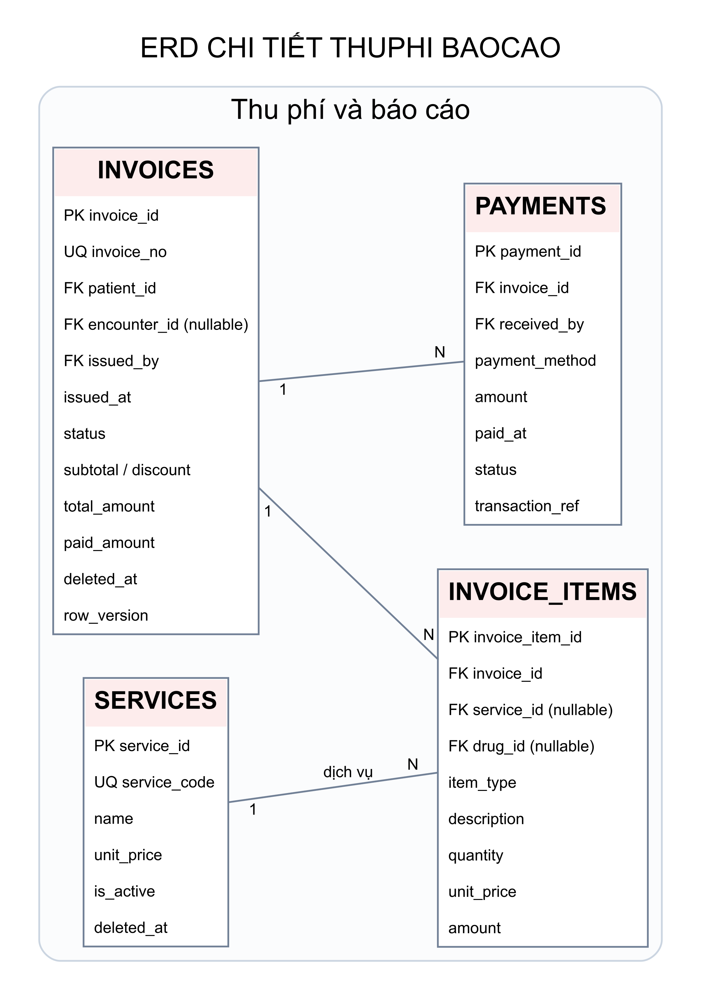 ERD CHI TIẾT THUPHI BAOCAO
Thu phí và báo cáo
INVOICES
PK invoice_id
UQ invoice_no
FK patient_id
FK encounter_id (nullable)
FK issued_by
issued_at
status
subtotal / discount
total_amount
paid_amount
deleted_at
row_version
PAYMENTS
PK payment_id
FK invoice_id
FK received_by
payment_method
amount
paid_at
status
transaction_ref
N
1
1
N
INVOICE_ITEMS
PK invoice_item_id
FK invoice_id
FK service_id (nullable)
FK drug_id (nullable)
item_type
description
quantity
unit_price
amount
SERVICES
PK service_id
UQ service_code
name
unit_price
is_active
deleted_at
dịch vụ
N
1